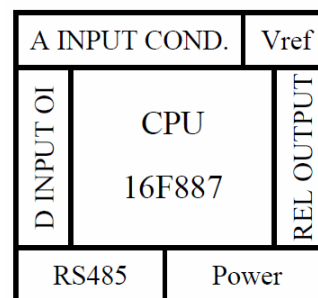 A INPUT COND.
Vref
D INPUT OI
CPU
16F887
REL OUTPUT
RS485
Power